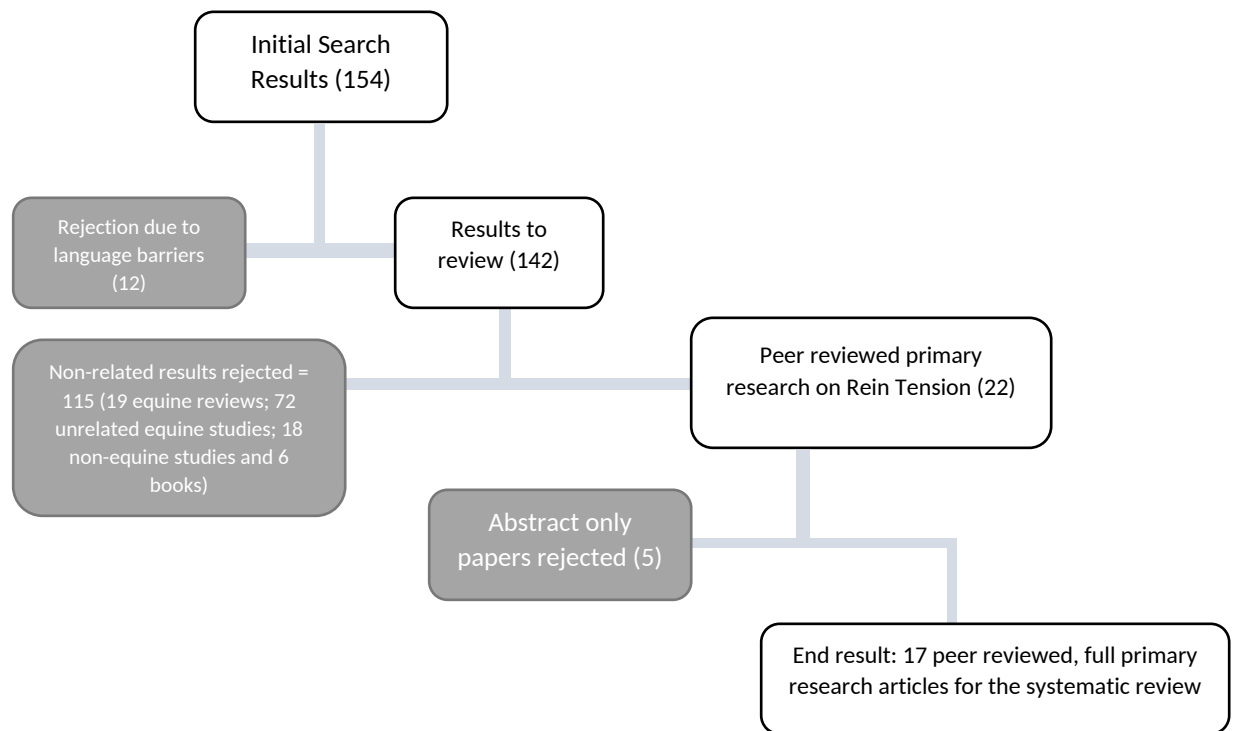 Initial Search
Results (154)
Rejection due to
language barriers
(12)
Results to
review (142)
Non-related results rejected =
115 (19 equine reviews; 72
unrelated equine studies; 18
non-equine studies and 6
books)
Peer reviewed primary
research on Rein Tension (22)
Abstract only
papers rejected (5)
End result: 17 peer reviewed, full primary
research articles for the systematic review